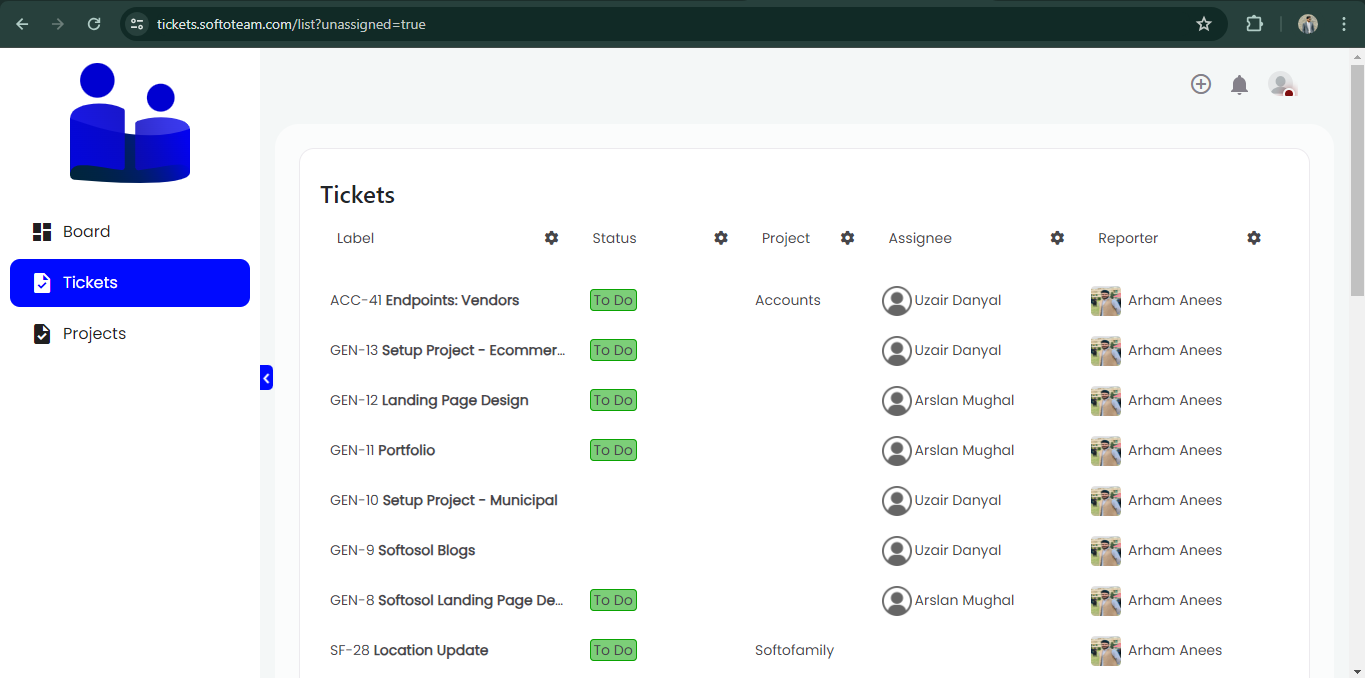 tickets.softoteam.com/list?unassigned=true
Board
Tickets
Projects
Tickets
Label Status Project Assignee Reporter
ACC-41 Endpoints: Vendors To Do Accounts Uzair Danyal Arham Anees
GEN-13 Setup Project - Ecommer... To Do Uzair Danyal Arham Anees
GEN-12 Landing Page Design To Do Arslan Mughal Arham Anees
GEN-11 Portfolio To Do Arslan Mughal Arham Anees
GEN-10 Setup Project - Municipal Uzair Danyal Arham Anees
GEN-9 Softosol Blogs Uzair Danyal Arham Anees
GEN-8 Softosol Landing Page De... To Do Arslan Mughal Arham Anees
SF-28 Location Update To Do Softofamily Arham Anees